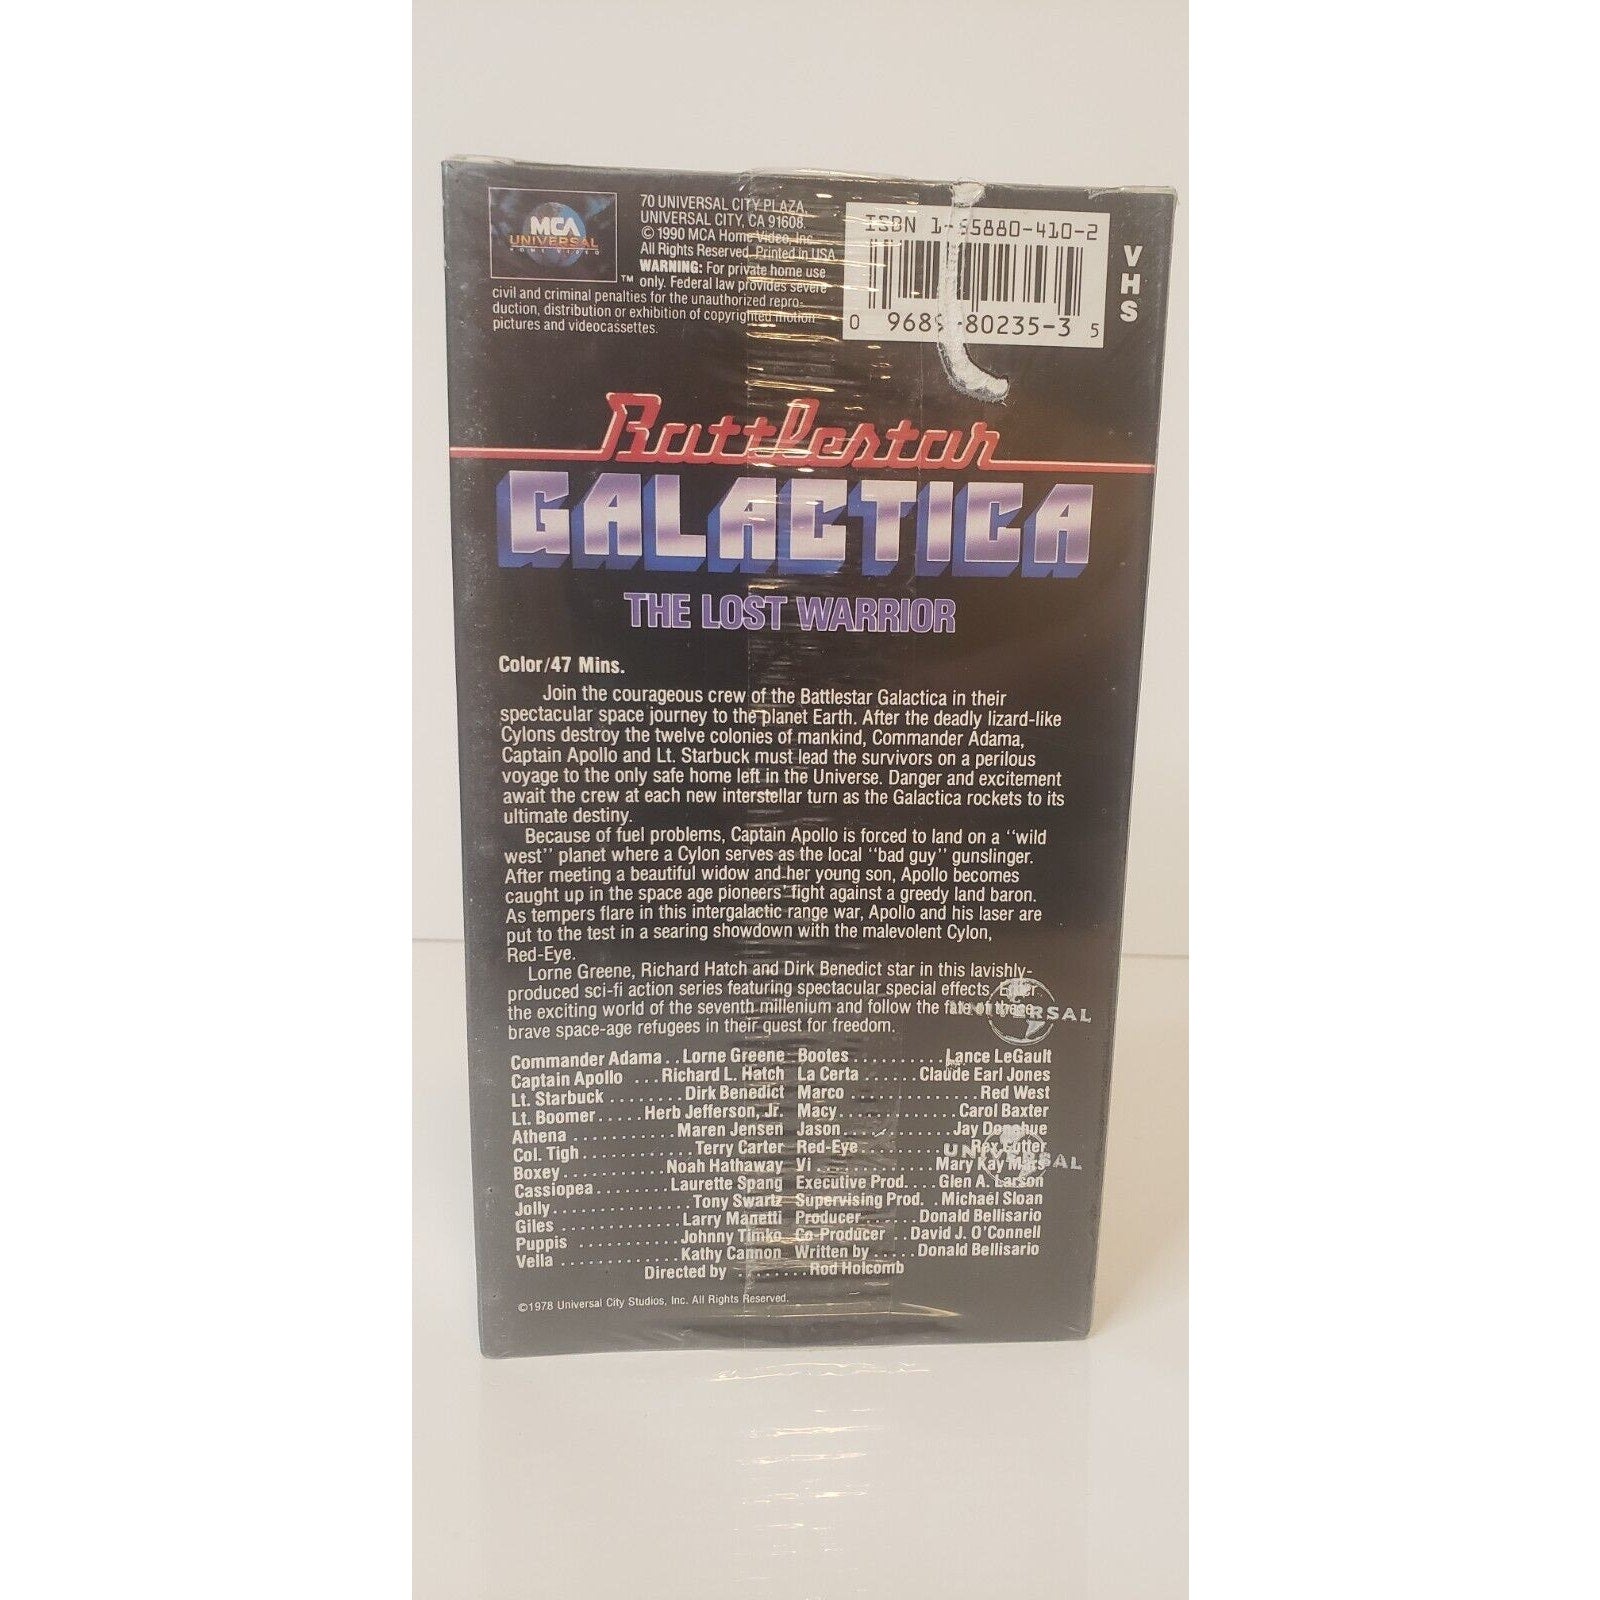 MCA
UNIVERSAL
HOME VIDEO
™
70 UNIVERSAL CITY PLAZA,
UNIVERSAL CITY, CA 91608.
© 1990 MCA Home Video, Inc.
All Rights Reserved. Printed in USA
WARNING: For private home use
only. Federal law provides severe
civil and criminal penalties for the unauthorized repro-
duction, distribution or exhibition of copyrighted motion
pictures and videocassettes.
ISBN 1-55880-410-2
0 9689 80235-3 5
VHS
Battlestar
GALACTICA
THE LOST WARRIOR
Color/47 Mins.
Join the courageous crew of the Battlestar Galactica in their
spectacular space journey to the planet Earth. After the deadly lizard-like
Cylons destroy the twelve colonies of mankind, Commander Adama,
Captain Apollo and Lt. Starbuck must lead the survivors on a perilous
voyage to the only safe home left in the Universe. Danger and excitement
await the crew at each new interstellar turn as the Galactica rockets to its
ultimate destiny.
Because of fuel problems, Captain Apollo is forced to land on a "wild
west" planet where a Cylon serves as the local "bad guy" gunslinger.
After meeting a beautiful widow and her young son, Apollo becomes
caught up in the space age pioneers' fight against a greedy land baron.
As tempers flare in this intergalactic range war, Apollo and his laser are
put to the test in a searing showdown with the malevolent Cylon,
Red-Eye.
Lorne Greene, Richard Hatch and Dirk Benedict star in this lavishly-
produced sci-fi action series featuring spectacular special effects. Enter
the exciting world of the seventh millenium and follow the fate of these
brave space-age refugees in their quest for freedom.
UNIVERSAL
Commander Adama . . Lorne Greene
Captain Apollo . . . Richard L. Hatch
Lt. Starbuck . . . . . . . . Dirk Benedict
Lt. Boomer . . . . . Herb Jefferson, Jr.
Athena . . . . . . . . . . . Maren Jensen
Col. Tigh . . . . . . . . . . . . Terry Carter
Boxey . . . . . . . . . . . Noah Hathaway
Cassiopea . . . . . . . . Laurette Spang
Jolly . . . . . . . . . . . . . . . Tony Swartz
Giles . . . . . . . . . . . . . Larry Manetti
Puppis . . . . . . . . . . . Johnny Timko
Vella . . . . . . . . . . . . . Kathy Cannon
Bootes . . . . . . . . . . Lance LeGault
La Certa . . . . . . Claude Earl Jones
Marco . . . . . . . . . . . . . . Red West
Macy . . . . . . . . . . . . . Carol Baxter
Jason . . . . . . . . . . . . Jay Donohue
Red-Eye . . . . . . . . . . . Rex Cutter
Vi . . . . . . . . . . . . . Mary Kay Mars
Executive Prod. . . . Glen A. Larson
Supervising Prod. . Michael Sloan
Producer . . . . . . Donald Bellisario
Co-Producer . . David J. O'Connell
Written by . . . . . Donald Bellisario
Directed by . . . . . . . . Rod Holcomb
UNIVERSAL
©1978 Universal City Studios, Inc. All Rights Reserved.